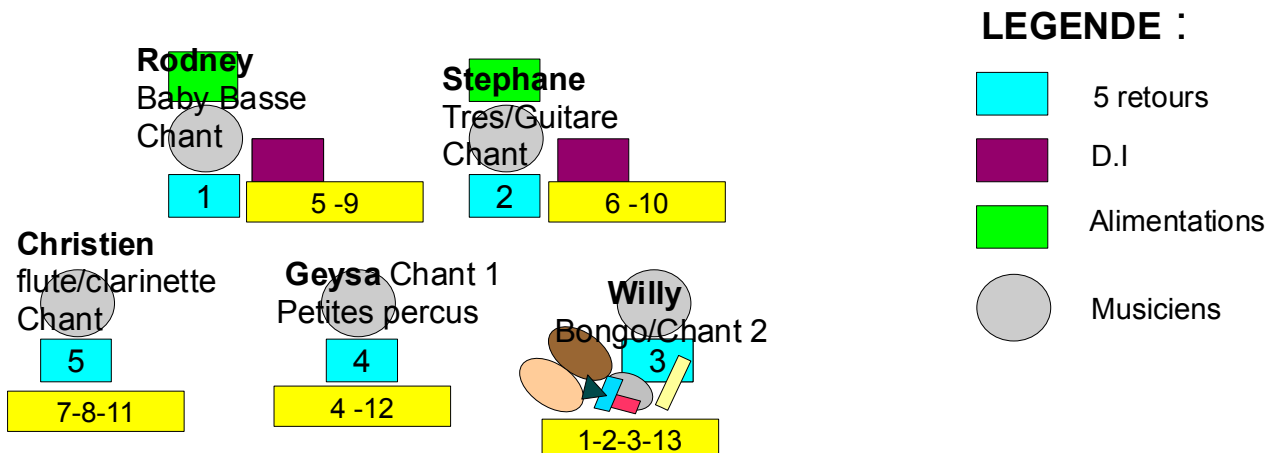 LEGENDE :
5 retours
D.I
Alimentations
Musiciens
Rodney
Baby Basse
Chant
1
5 -9
Stephane
Tres/Guitare
Chant
2
6 -10
Christien
flute/clarinette
Chant
5
7-8-11
Geysa Chant 1
Petites percus
4
4 -12
Willy
Bongo/Chant 2
3
1-2-3-13